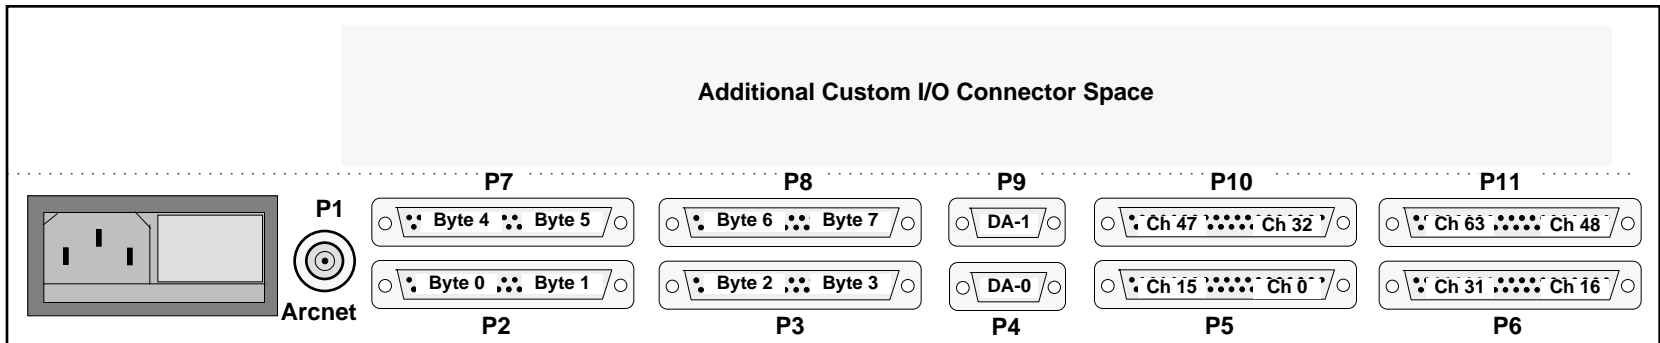 Additional Custom I/O Connector Space
P7 P8 P9 P10 P11
P1
Byte 4 Byte 5 Byte 6 Byte 7 DA-1 Ch 47 Ch 32 Ch 63 Ch 48
Byte 0 Byte 1 Byte 2 Byte 3 DA-0 Ch 15 Ch 0 Ch 31 Ch 16
Arcnet
P2 P3 P4 P5 P6